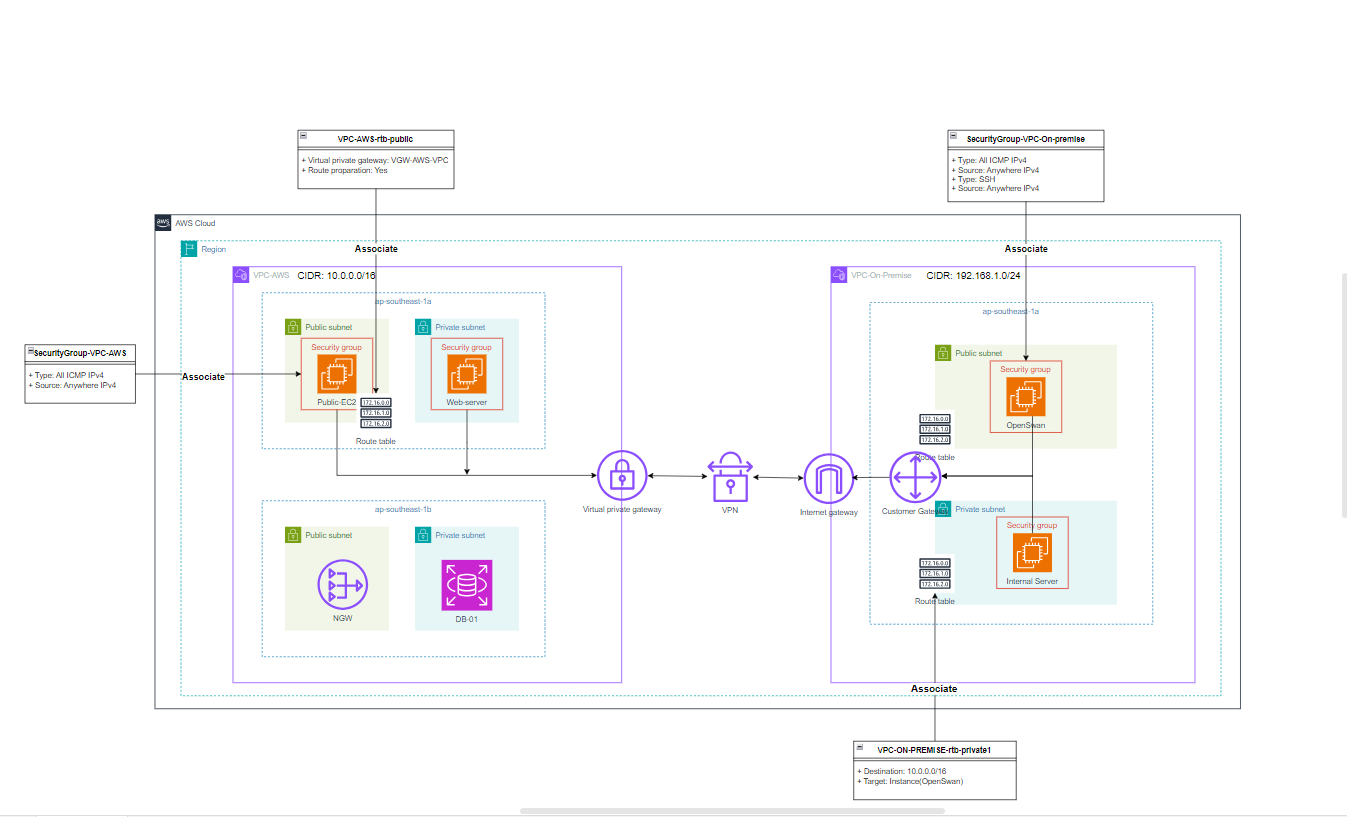 VPC-AWS-rtb-public
+ Virtual private gateway: VGW-AWS-VPC
+ Route proparation: Yes
SecurityGroup-VPC-On-premise
+ Type: All ICMP IPv4
+ Source: Anywhere IPv4
+ Type: SSH
+ Source: Anywhere IPv4
aws
AWS Cloud
Region
Associate
Associate
VPC-AWS
CIDR: 10.0.0.0/16
VPC-On-Premise
CIDR: 192.168.1.0/24
ap-southeast-1a
ap-southeast-1a
Public subnet
Private subnet
Security group
Security group
Public-EC2
Web-server
172.16.0.0
172.16.1.0
172.16.2.0
Route table
SecurityGroup-VPC-AWS
+ Type: All ICMP IPv4
+ Source: Anywhere IPv4
Associate
Public subnet
Security group
OpenSwan
172.16.0.0
172.16.1.0
172.16.2.0
Route table
Virtual private gateway
VPN
Internet gateway
Customer Gateway
ap-southeast-1b
Public subnet
Private subnet
NGW
DB-01
Private subnet
Security group
Internal Server
172.16.0.0
172.16.1.0
172.16.2.0
Route table
Associate
VPC-ON-PREMISE-rtb-private1
+ Destination: 10.0.0.0/16
+ Target: Instance(OpenSwan)